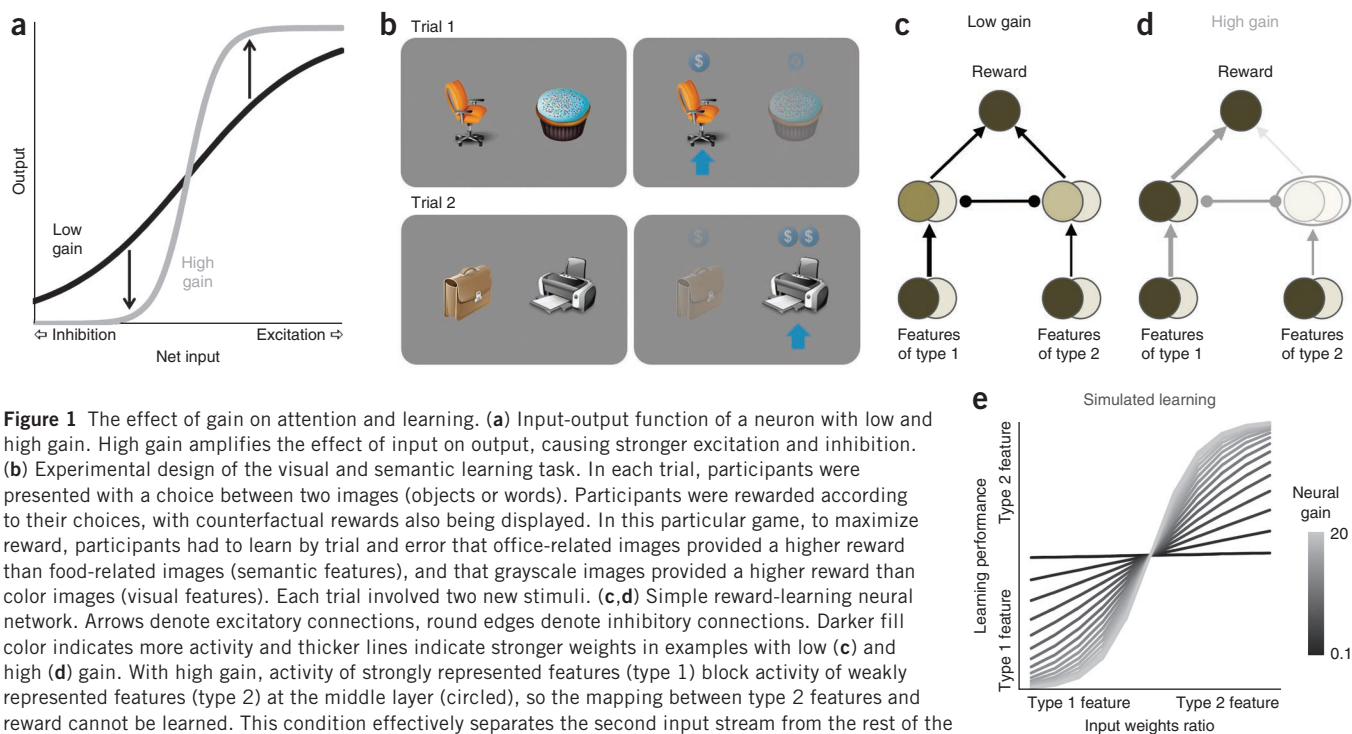 a
Output
Low
gain
High
gain
⇦ Inhibition
Excitation ⇨
Net input
b
Trial 1
$
Ø
Trial 2
$
$ $
c
Low gain
Reward
Features
of type 1
Features
of type 2
d
High gain
Reward
Features
of type 1
Features
of type 2
Figure 1 The effect of gain on attention and learning. (a) Input-output function of a neuron with low and
high gain. High gain amplifies the effect of input on output, causing stronger excitation and inhibition.
(b) Experimental design of the visual and semantic learning task. In each trial, participants were
presented with a choice between two images (objects or words). Participants were rewarded according
to their choices, with counterfactual rewards also being displayed. In this particular game, to maximize
reward, participants had to learn by trial and error that office-related images provided a higher reward
than food-related images (semantic features), and that grayscale images provided a higher reward than
color images (visual features). Each trial involved two new stimuli. (c,d) Simple reward-learning neural
network. Arrows denote excitatory connections, round edges denote inhibitory connections. Darker fill
color indicates more activity and thicker lines indicate stronger weights in examples with low (c) and
high (d) gain. With high gain, activity of strongly represented features (type 1) block activity of weakly
represented features (type 2) at the middle layer (circled), so the mapping between type 2 features and
reward cannot be learned. This condition effectively separates the second input stream from the rest of the
e
Simulated learning
Learning performance
Type 1 feature
Type 2 feature
Type 1 feature
Type 2 feature
Input weights ratio
Neural
gain
20
0.1